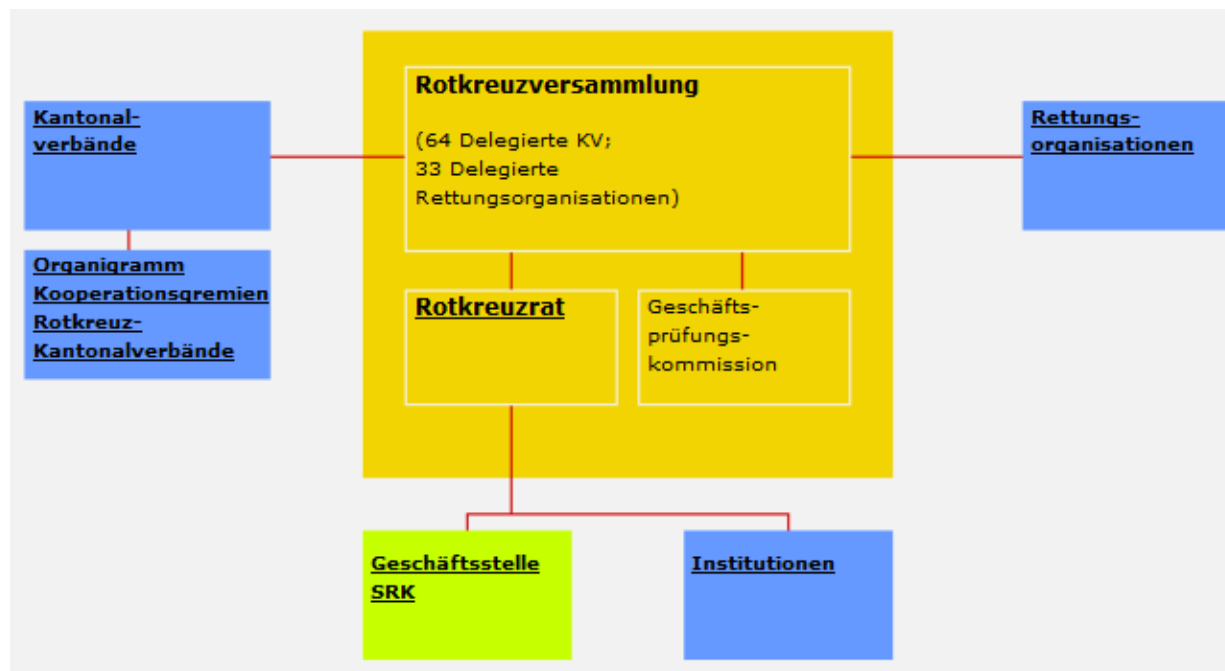 Rotkreuzversammlung
(64 Delegierte KV;
33 Delegierte
Rettungsorganisationen)
Kantonal-
verbände
Rettungs-
organisationen
Organigramm
Kooperationsgremien
Rotkreuz-
Kantonalverbände
Rotkreuzrat
Geschäfts-
prüfungs-
kommission
Geschäftsstelle
SRK
Institutionen